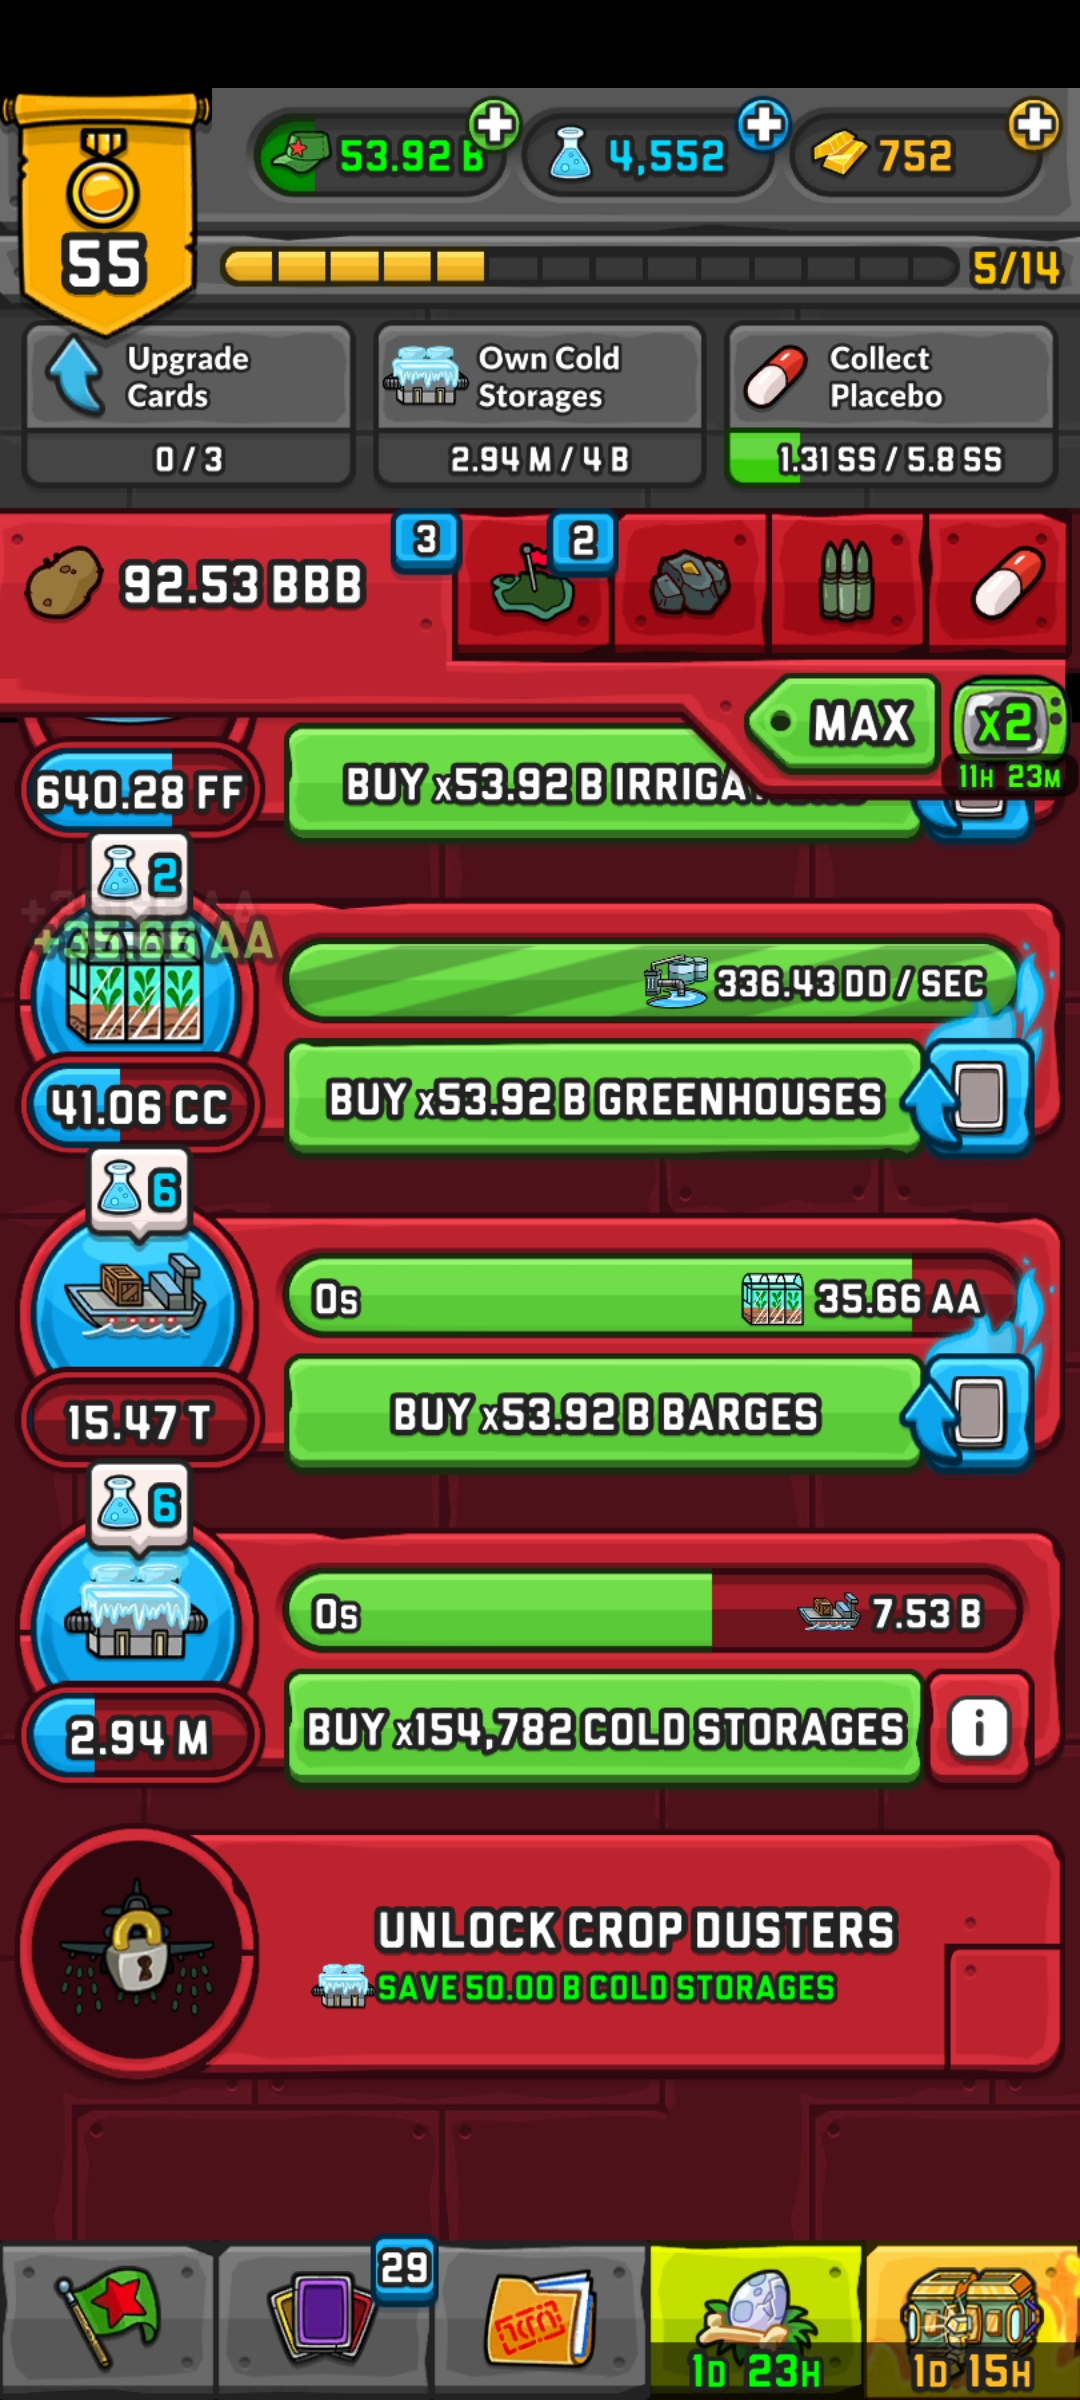 55
53.92 B
4,552
752
5/14
Upgrade
Cards
0 / 3
Own Cold
Storages
2.94 M / 4 B
Collect
Placebo
1.31 SS / 5.8 SS
92.53 BBB
3
2
MAX
x2
11H 23M
640.28 FF
BUY x53.92 B
2
+35.66 AA
336.43 DD / SEC
41.06 CC
BUY x53.92 B GREENHOUSES
6
0s
35.66 AA
15.47 T
BUY x53.92 B BARGES
6
0s
7.53 B
2.94 M
BUY x154,782 COLD STORAGES
i
UNLOCK CROP DUSTERS
SAVE 50.00 B COLD STORAGES
29
1D 23H
1D 15H